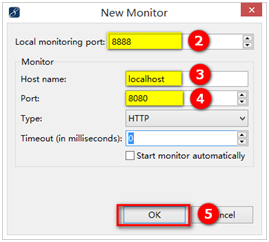 New Monitor
Local monitoring port: 8888 2
Monitor
Host name: localhost 3
Port: 8080 4
Type: HTTP
Timeout (in milliseconds): 0
Start monitor automatically
OK 5 ncel